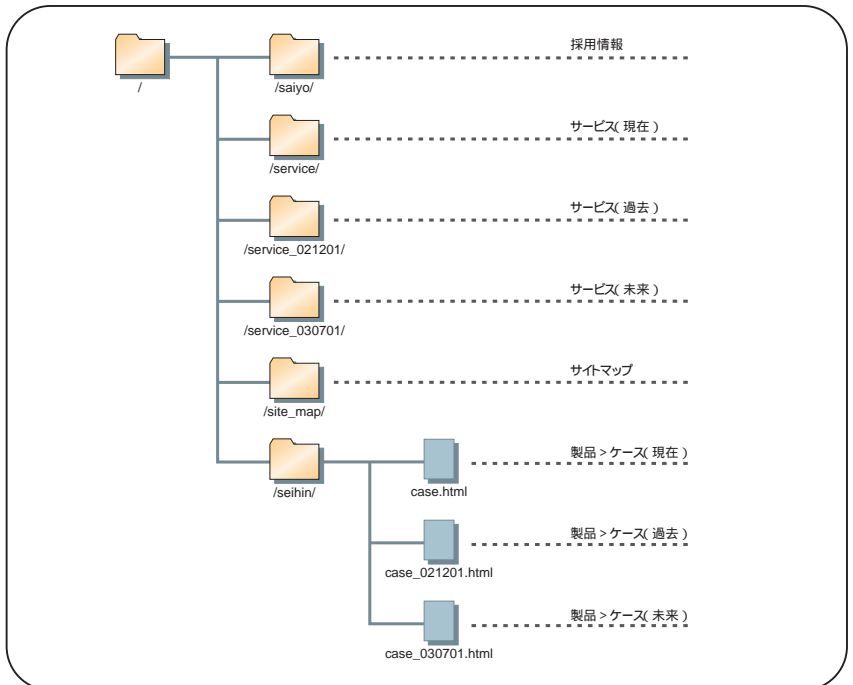 採用情報
/
/saiyo/
サービス( 現在 )
/service/
サービス( 過去 )
/service_021201/
サービス( 未来 )
/service_030701/
サイトマップ
/site_map/
製品 > ケース( 現在 )
/seihin/
case.html
製品 > ケース( 過去 )
case_021201.html
製品 > ケース( 未来 )
case_030701.html